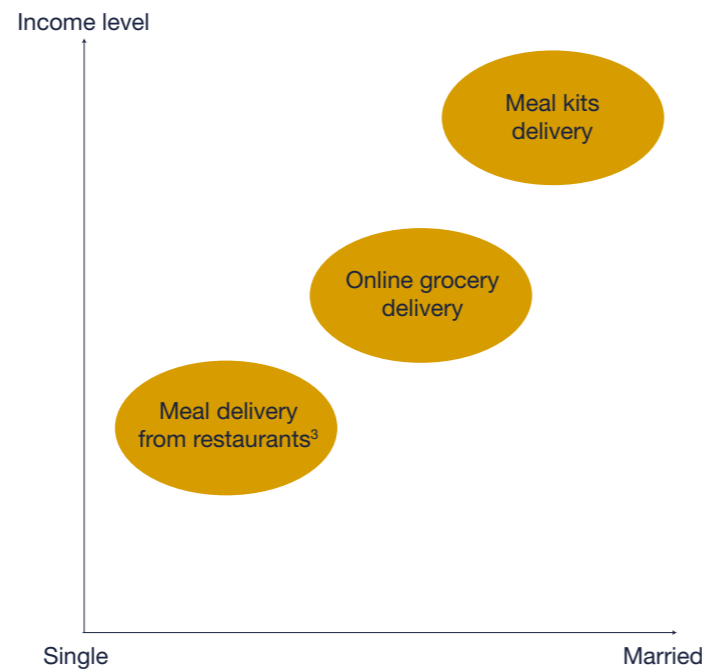 Income level
Meal kits
delivery
Online grocery
delivery
Meal delivery
from restaurants³
Single
Married